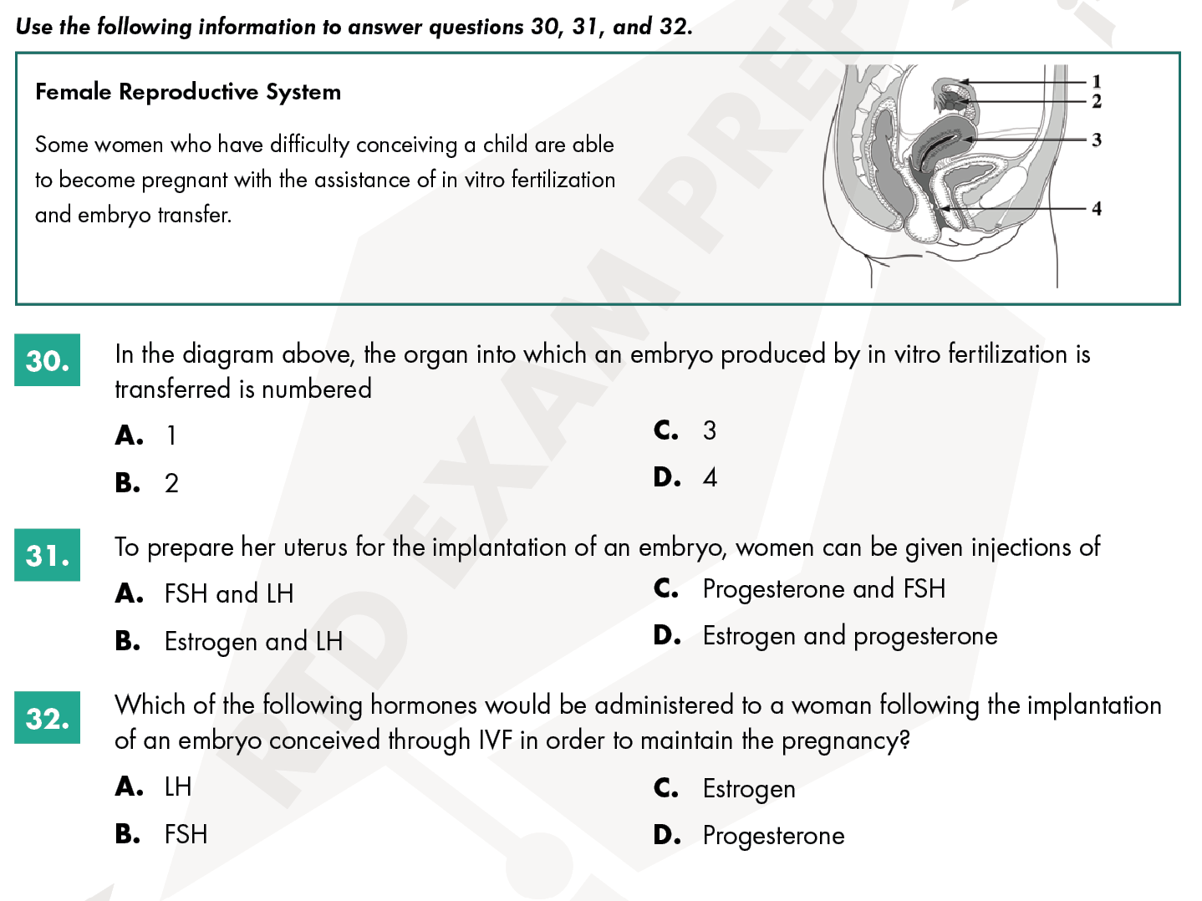 Use the following information to answer questions 30, 31, and 32.
Female Reproductive System
Some women who have difficulty conceiving a child are able
to become pregnant with the assistance of in vitro fertilization
and embryo transfer.
1
2
3
4
30. In the diagram above, the organ into which an embryo produced by in vitro fertilization is
transferred is numbered
A. 1
C. 3
B. 2
D. 4
31. To prepare her uterus for the implantation of an embryo, women can be given injections of
A. FSH and LH
C. Progesterone and FSH
B. Estrogen and LH
D. Estrogen and progesterone
32. Which of the following hormones would be administered to a woman following the implantation
of an embryo conceived through IVF in order to maintain the pregnancy?
A. LH
C. Estrogen
B. FSH
D. Progesterone
RTD EXAM PREP